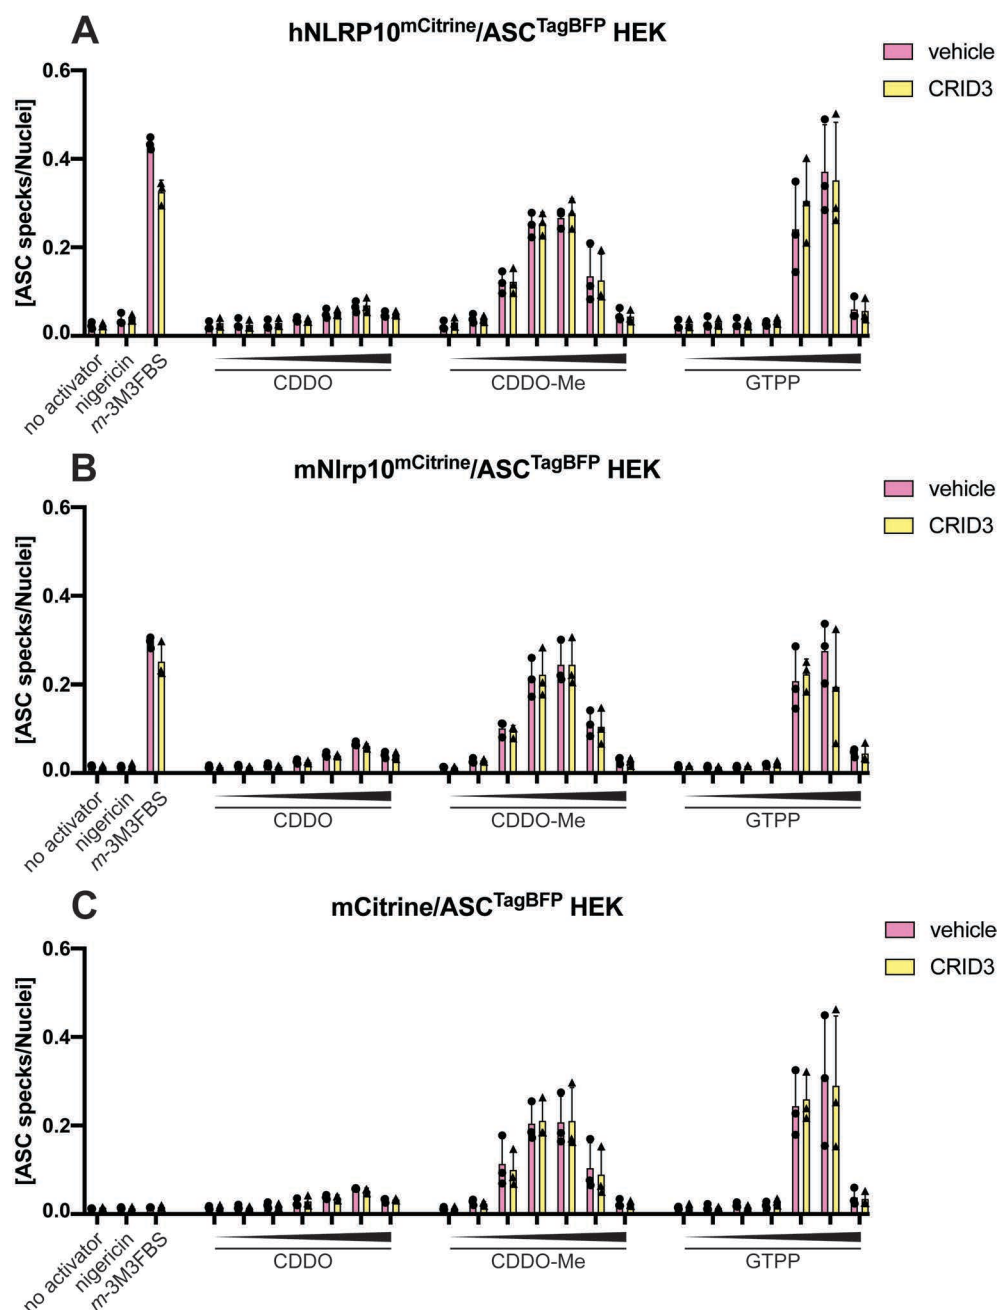 A
hNLRP10mCitrine/ASCTagBFP HEK
vehicle
CRID3
[ASC specks/Nuclei]
0.6
0.4
0.2
0.0
no activator
nigericin
m-3M3FBS
CDDO
CDDO-Me
GTPP
B
mNlrp10mCitrine/ASCTagBFP HEK
vehicle
CRID3
[ASC specks/Nuclei]
0.6
0.4
0.2
0.0
no activator
nigericin
m-3M3FBS
CDDO
CDDO-Me
GTPP
C
mCitrine/ASCTagBFP HEK
vehicle
CRID3
[ASC specks/Nuclei]
0.6
0.4
0.2
0.0
no activator
nigericin
m-3M3FBS
CDDO
CDDO-Me
GTPP